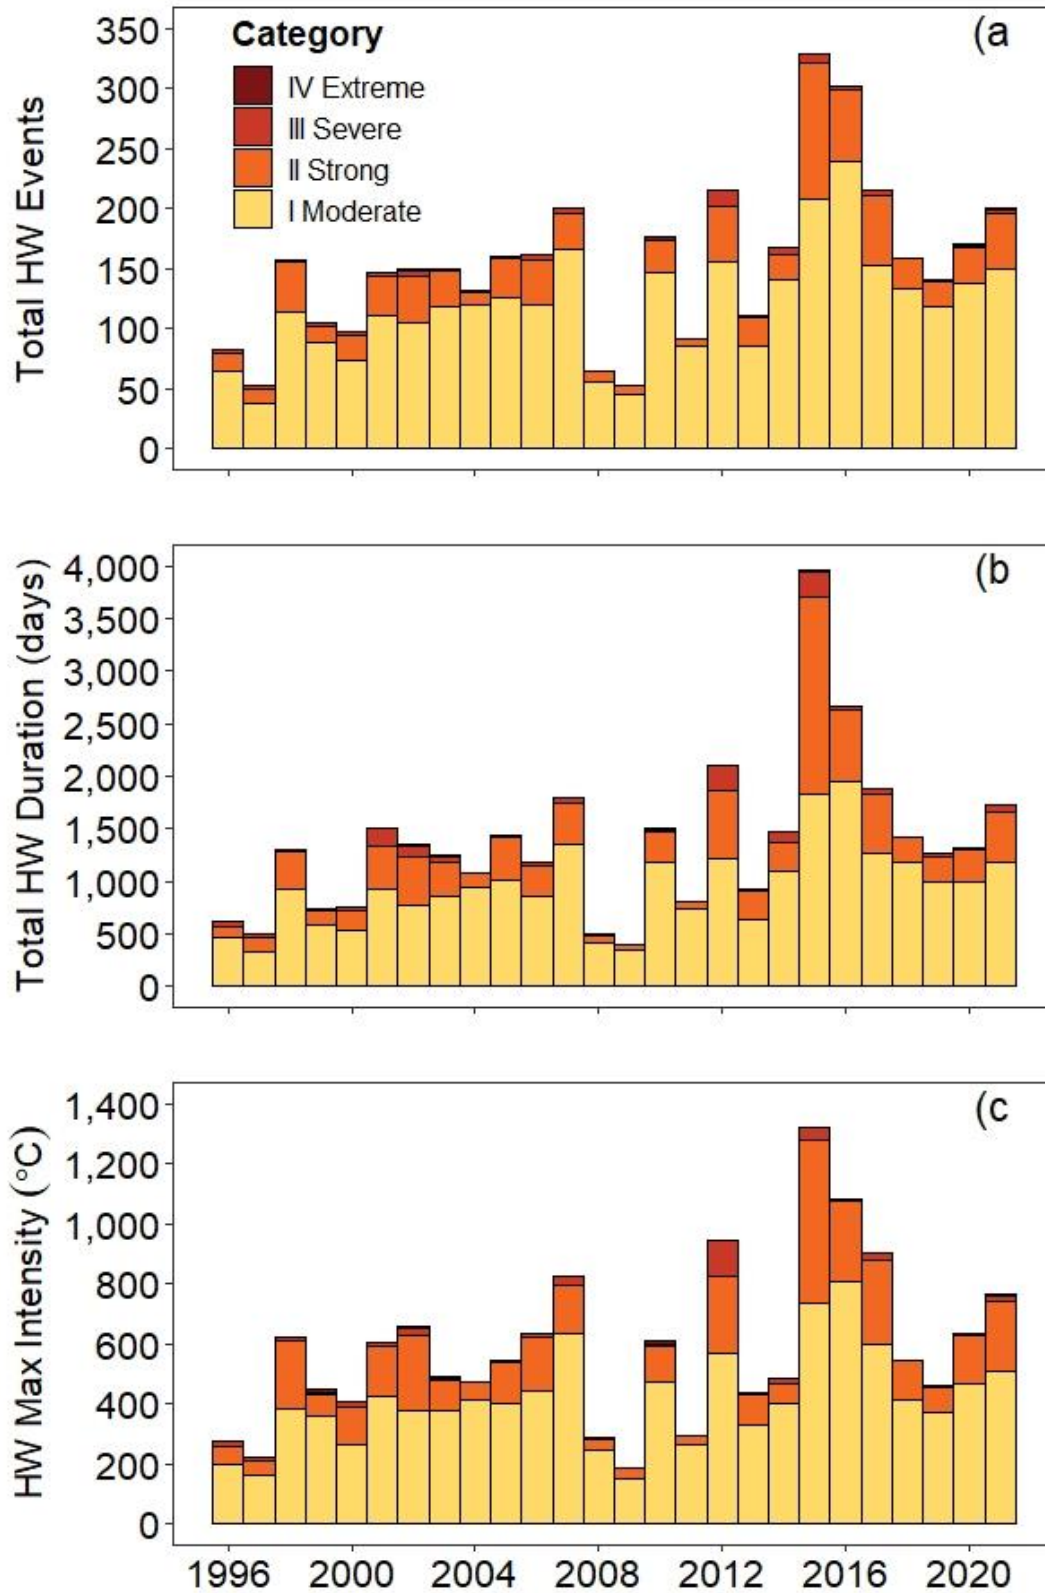 (a
Category
IV Extreme
III Severe
II Strong
I Moderate
Total HW Events
350
300
250
200
150
100
50
0
(b
Total HW Duration (days)
4,000
3,500
3,000
2,500
2,000
1,500
1,000
500
0
(c
HW Max Intensity (°C)
1,400
1,200
1,000
800
600
400
200
0
1996 2000 2004 2008 2012 2016 2020